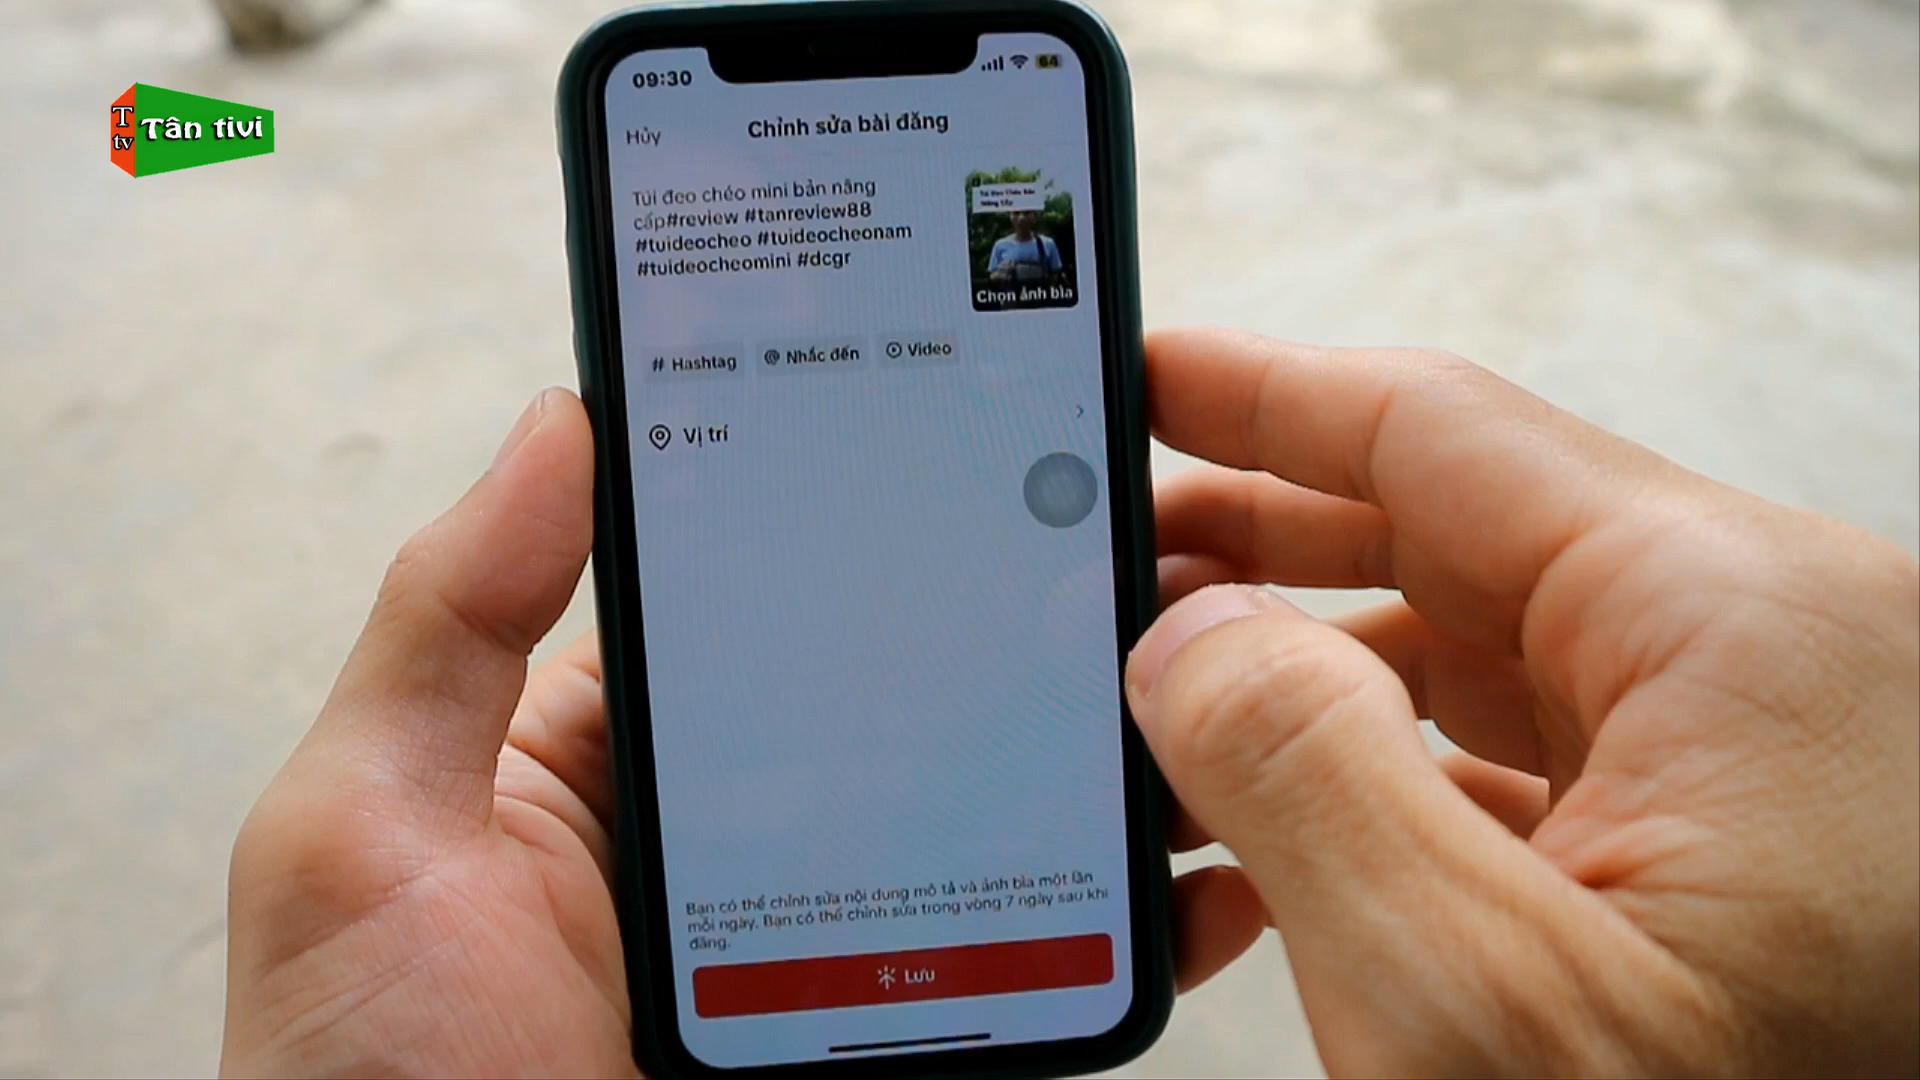 T
tv
Tân tivi
09:30
64
Hủy
Chỉnh sửa bài đăng
Túi đeo chéo mini bản nâng
cấp#review #tanreview88
#tuideocheo #tuideocheonam
#tuideocheomini #dcgr
Chọn ảnh bìa
# Hashtag
@ Nhắc đến
Video
Vị trí
Bạn có thể chỉnh sửa nội dung mô tả và ảnh bìa một lần
mỗi ngày. Bạn có thể chỉnh sửa trong vòng 7 ngày sau khi
đăng.
Lưu